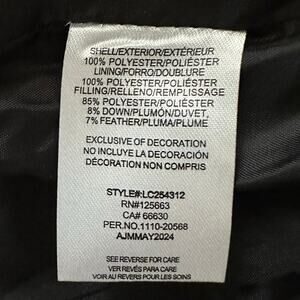 SHELL/EXTERIOR/EXTÉRIEUR
100% POLYESTER/POLIÉSTER
LINING/FORRO/DOUBLURE
100% POLYESTER/POLIÉSTER
FILLING/RELLENO/REMPLISSAGE
85% POLYESTER/POLIÉSTER
8% DOWN/PLUMÓN/DUVET,
7% FEATHER/PLUMA/PLUME
EXCLUSIVE OF DECORATION
NO INCLUYE LA DECORACIÓN
DÉCORATION NON COMPRIS
STYLE#:LC254312
RN#125663
CA# 66630
PER.NO.1110-20568
AJMMAY2024
SEE REVERSE FOR CARE
VER REVÉS PARA CARE
VOIR AU REVERS POUR LES SOINS